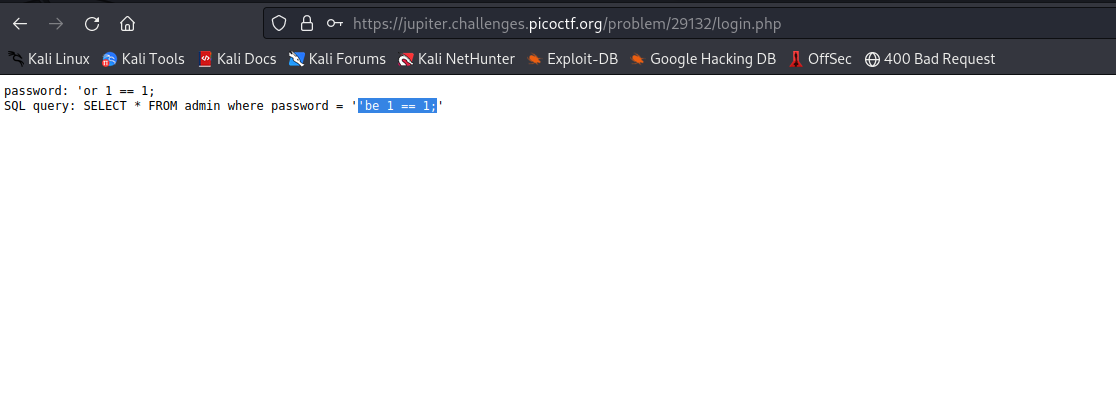 https://jupiter.challenges.picoctf.org/problem/29132/login.php
Kali Linux Kali Tools Kali Docs Kali Forums Kali NetHunter Exploit-DB Google Hacking DB OffSec 400 Bad Request
password: 'or 1 == 1;
SQL query: SELECT * FROM admin where password = ''be 1 == 1;'